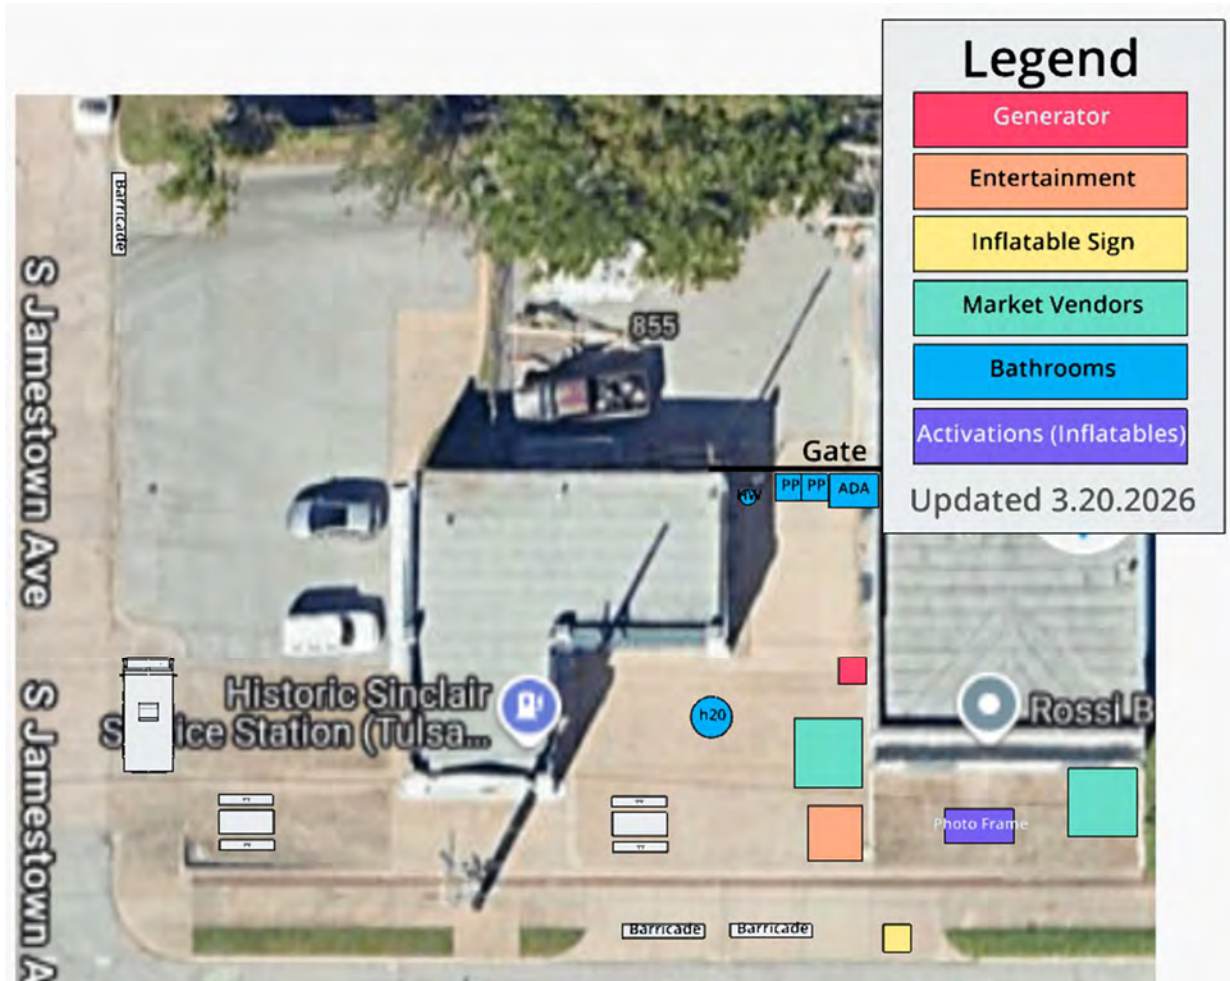 Legend
Generator
Entertainment
Inflatable Sign
Market Vendors
Bathrooms
Activations (Inflatables)
Updated 3.20.2026
Barricade
S Jamestown Ave
855
Gate
HW
PP
PP
ADA
Historic Sinclair
S ice Station (Tulsa...
h20
Rossi B
Photo Frame
S Jamestown A
Barricade
Barricade